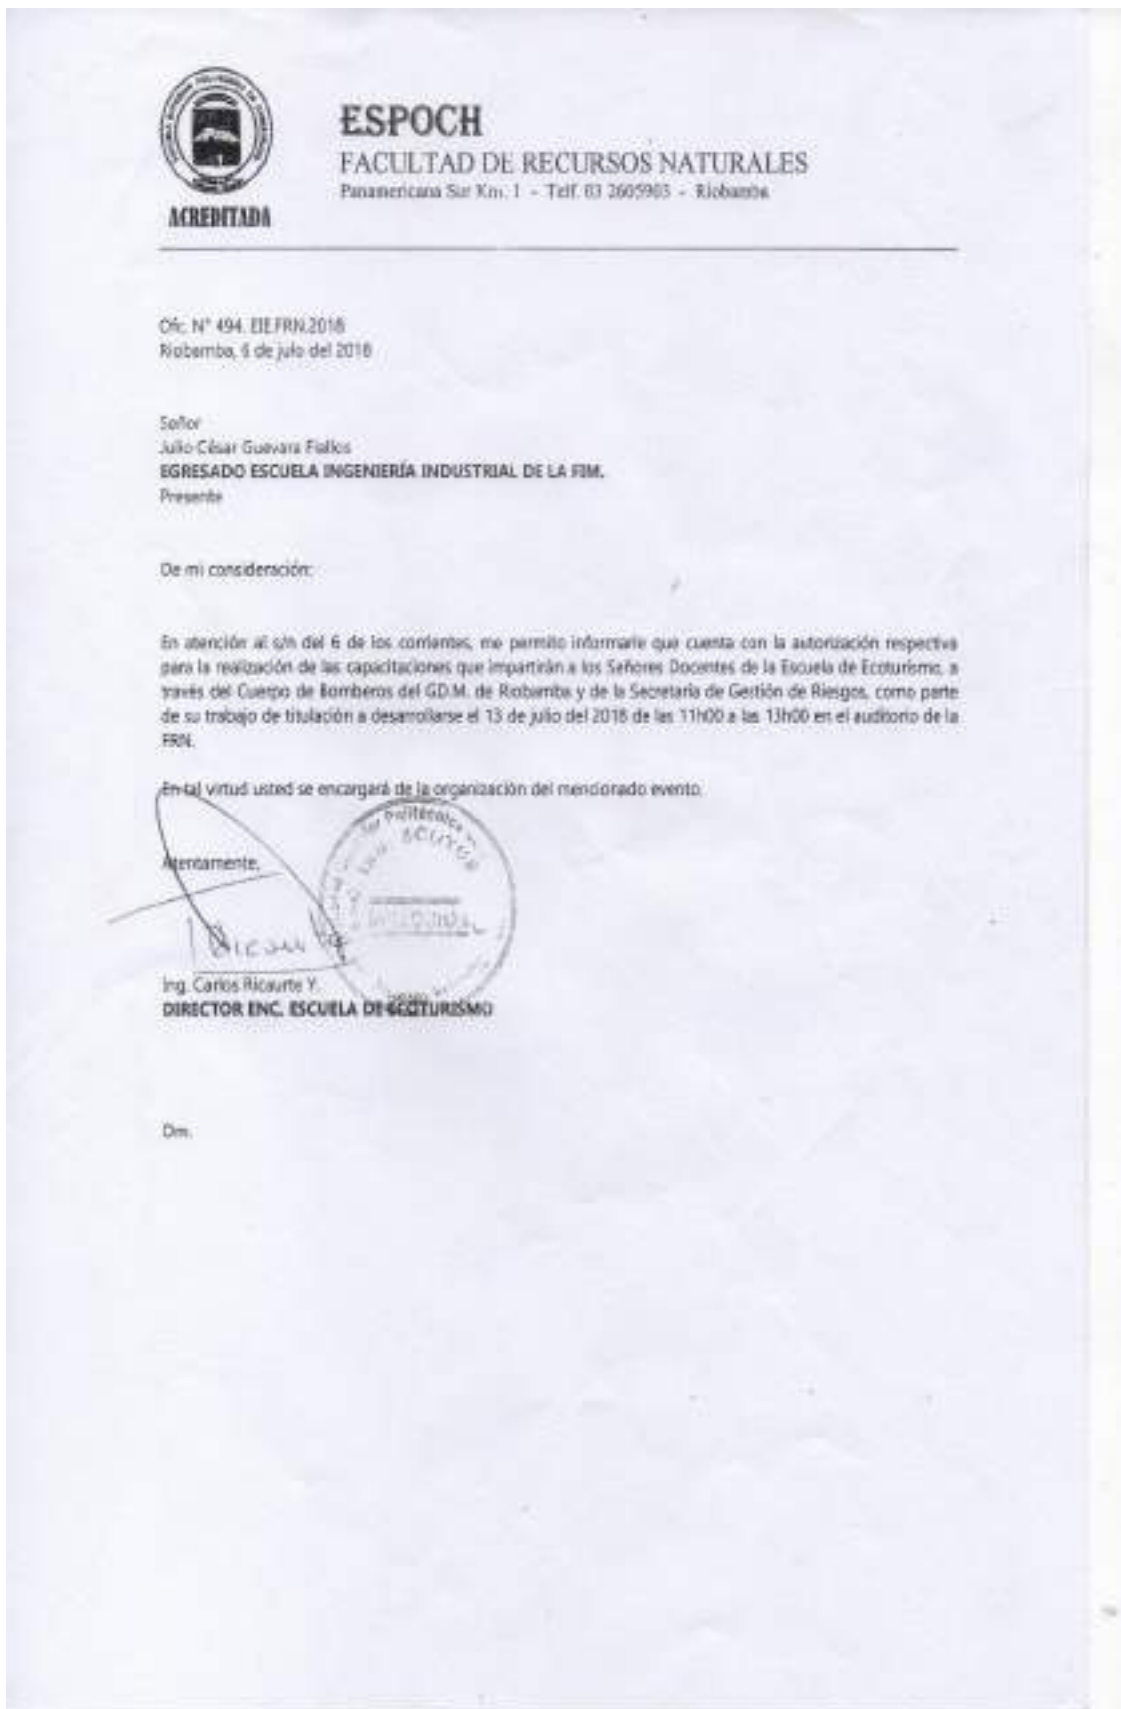 ESPOCH
FACULTAD DE RECURSOS NATURALES
Panamericana Sur Km. 1 - Telf. 03 2605903 - Riobamba
ACREDITADA
Ofc. N° 494. EIE.FRN.2018
Riobamba, 6 de julo del 2018
Señor
Julio César Guevara Fiallos
EGRESADO ESCUELA INGENIERÍA INDUSTRIAL DE LA FIM.
Presente
De mi consideración:
En atención al s/n del 6 de los corrientes, me permito informarle que cuenta con la autorización respectiva
para la realización de las capacitaciones que impartirán a los Señores Docentes de la Escuela de Ecoturismo, a
través del Cuerpo de Bomberos del GD.M. de Riobamba y de la Secretaría de Gestión de Riesgos, como parte
de su trabajo de titulación a desarrollarse el 13 de julio del 2018 de las 11h00 a las 13h00 en el auditorio de la
FRN.
En tal virtud usted se encargará de la organización del mencionado evento.
Atentamente,
Ing. Carlos Ricaurte Y.
DIRECTOR ENC. ESCUELA DE ECOTURISMO
Dm.